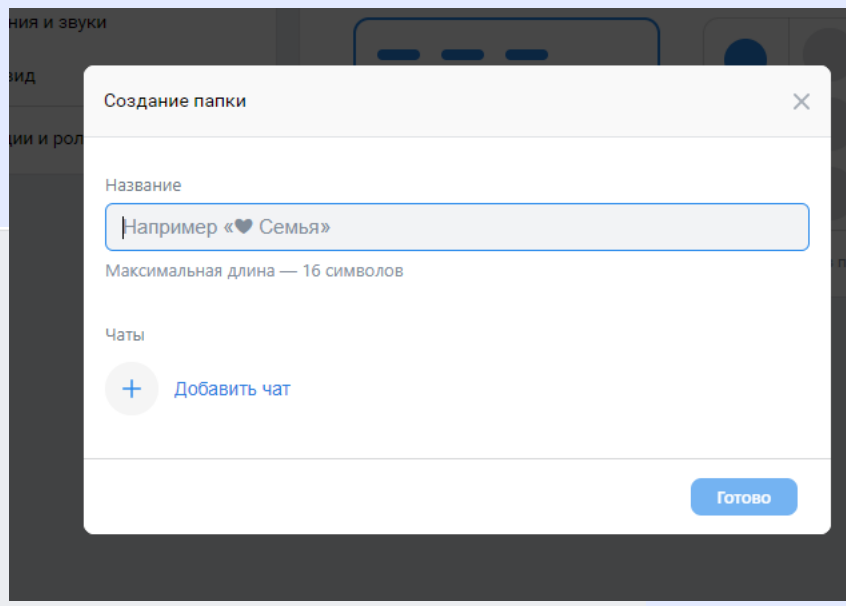 ния и звуки
вид
ции и рол
Создание папки
Название
Например «♥ Семья»
Максимальная длина — 16 символов
Чаты
Добавить чат
Готово